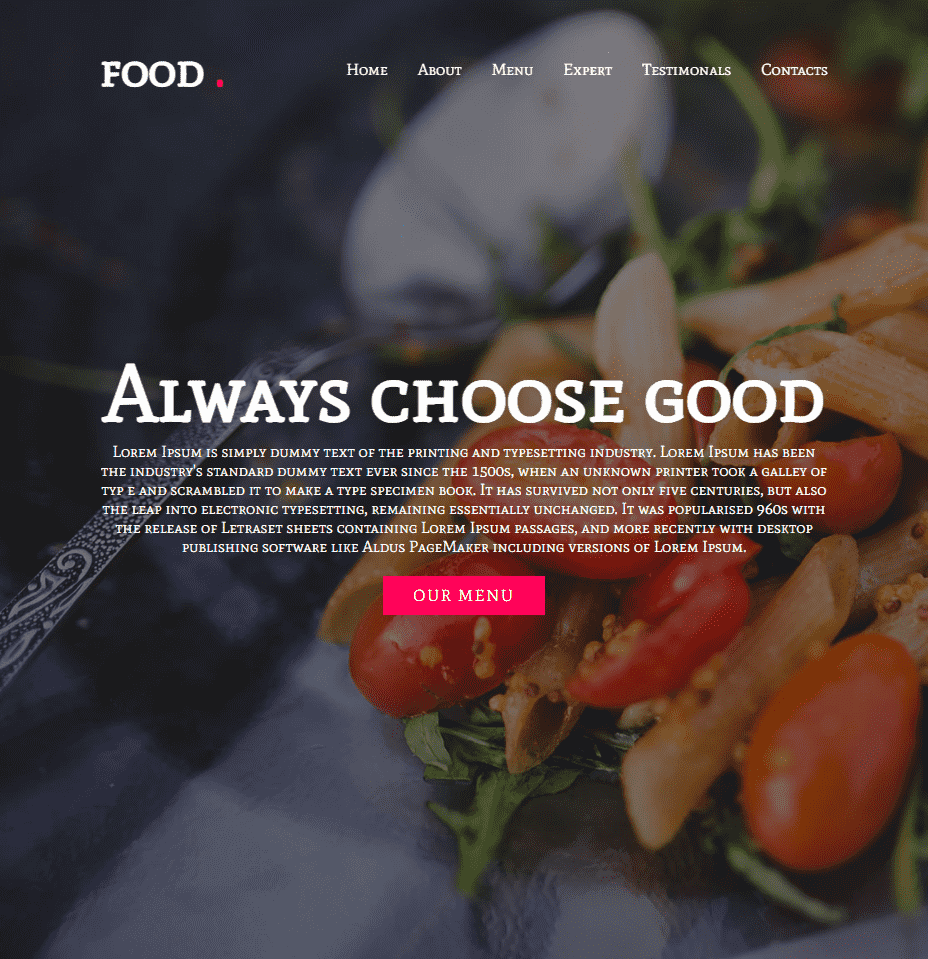 FOOD .
Home About Menu Expert Testimonals Contacts
Always choose good
Lorem Ipsum is simply dummy text of the printing and typesetting industry. Lorem Ipsum has been
the industry's standard dummy text ever since the 1500s, when an unknown printer took a galley of
typ e and scrambled it to make a type specimen book. It has survived not only five centuries, but also
the leap into electronic typesetting, remaining essentially unchanged. It was popularised 960s with
the release of Letraset sheets containing Lorem Ipsum passages, and more recently with desktop
publishing software like Aldus PageMaker including versions of Lorem Ipsum.
OUR MENU